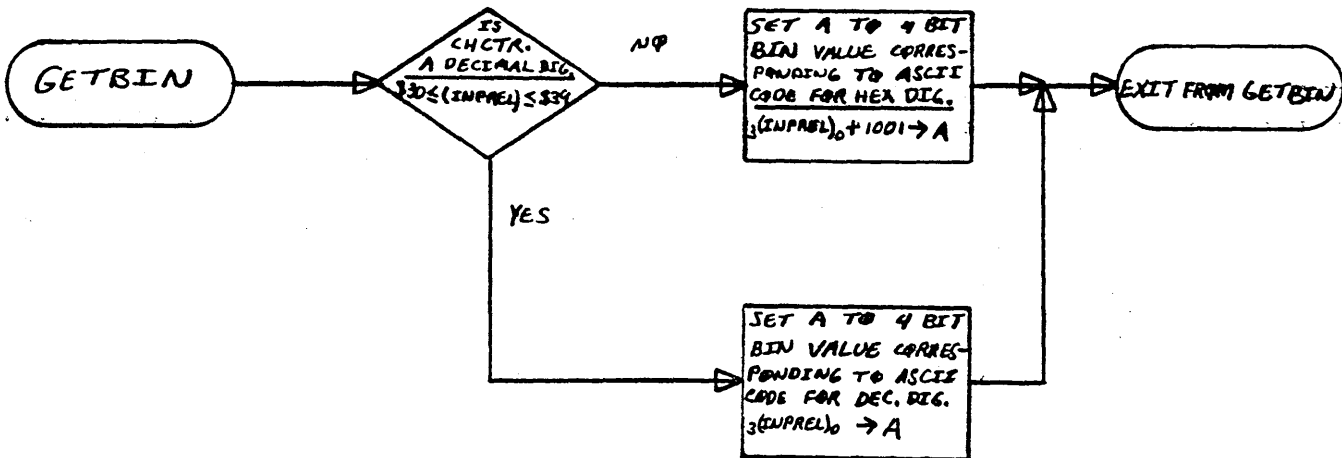 GETBIN
IS
CHCTR.
A DECIMAL DIG.
$30≤(INPREL)≤$39
NO
YES
SET A TO 4 BIT
BIN VALUE CORRES-
PONDING TO ASCII
CODE FOR HEX DIG.
3(INPREL)0+1001→A
EXIT FROM GETBIN
SET A TO 4 BIT
BIN VALUE CORRES-
PONDING TO ASCII
CODE FOR DEC. DIG.
3(INPREL)0 →A